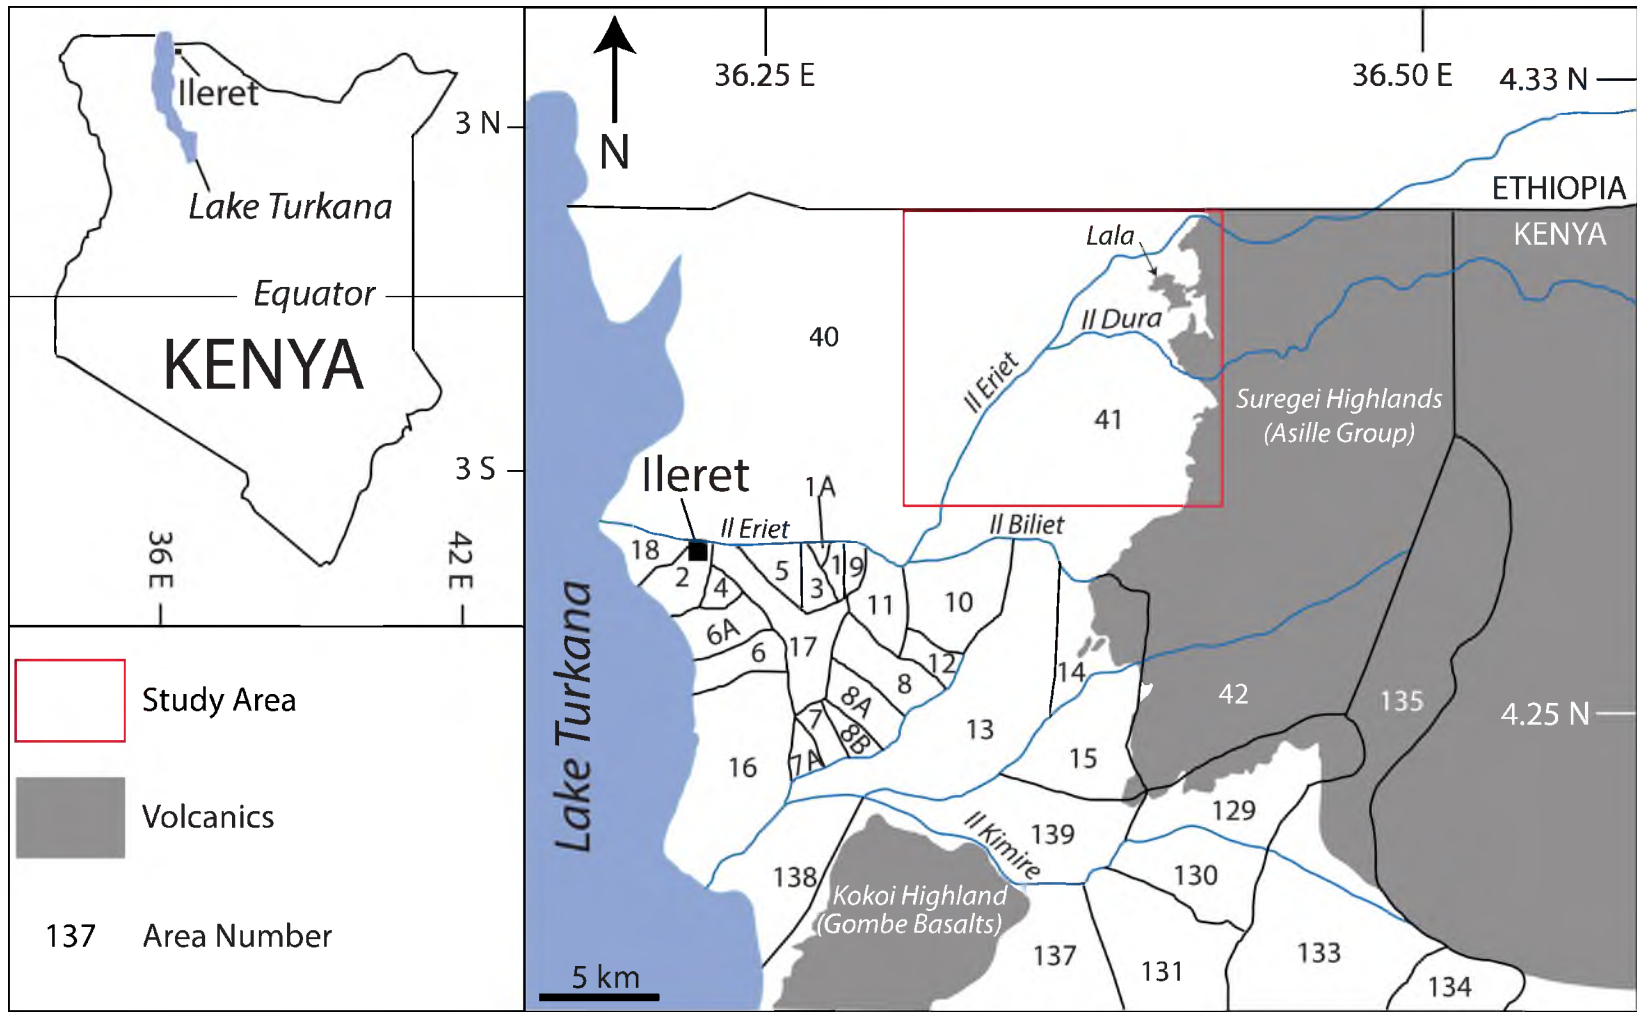 Ileret
3 N
Lake Turkana
Equator
KENYA
3 S
36 E
42 E
Study Area
Volcanics
137
Area Number
36.25 E
36.50 E
4.33 N
N
ETHIOPIA
KENYA
Lala
Il Dura
40
Il Eriet
41
Suregei Highlands
(Asille Group)
Ileret
1A
Il Eriet
Il Biliet
18
2
4
5
3
1
9
11
10
6A
6
17
12
8
14
42
135
4.25 N
8A
7
8B
7A
13
16
15
Lake Turkana
129
Il Kimire
139
138
130
Kokoi Highland
(Gombe Basalts)
137
131
133
134
5 km